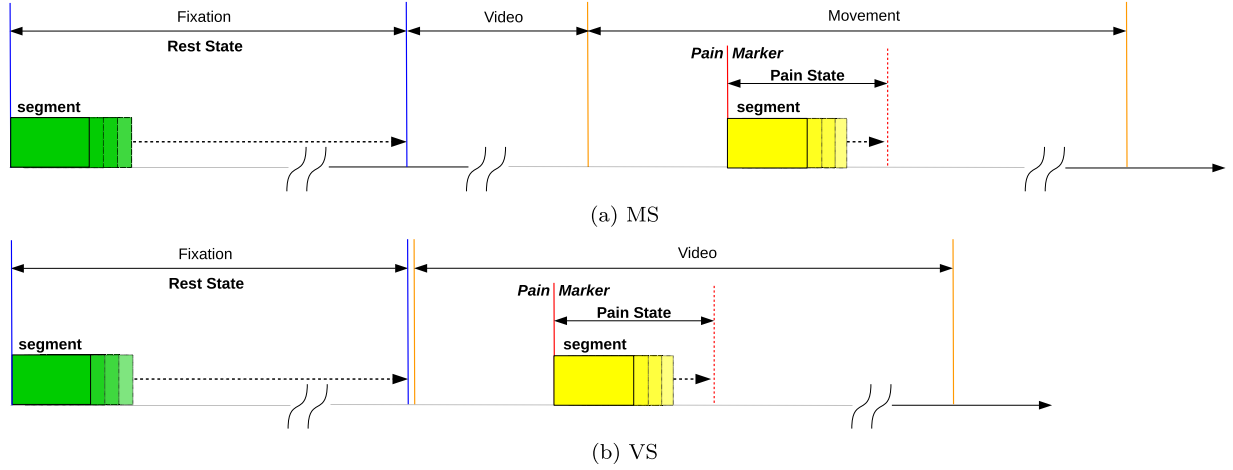 Fixation
Video
Movement
Rest State
Pain Marker
Pain State
segment
segment
(a) MS
Fixation
Video
Rest State
Pain Marker
Pain State
segment
segment
(b) VS